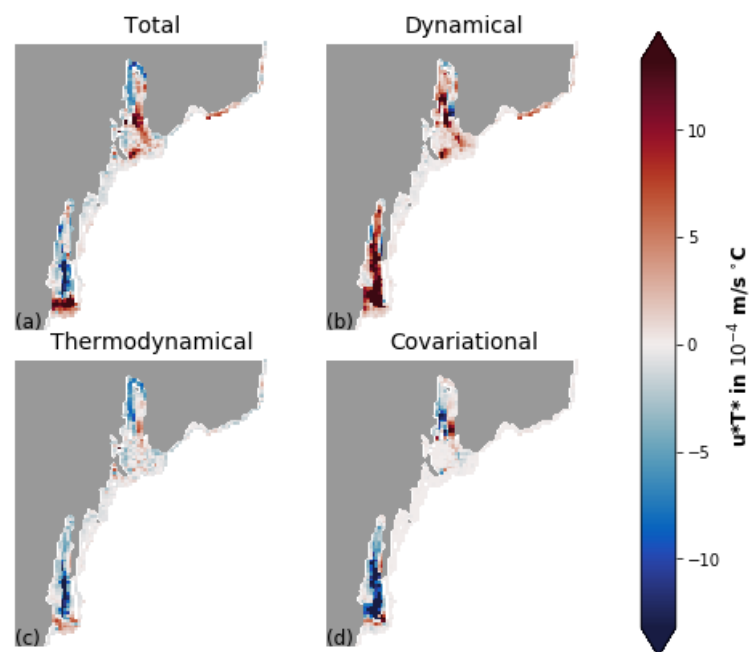 Total
Dynamical
(a)
(b)
Thermodynamical
Covariational
(c)
(d)
10
5
0
−5
−10
u*T* in 10⁻⁴ m/s °C